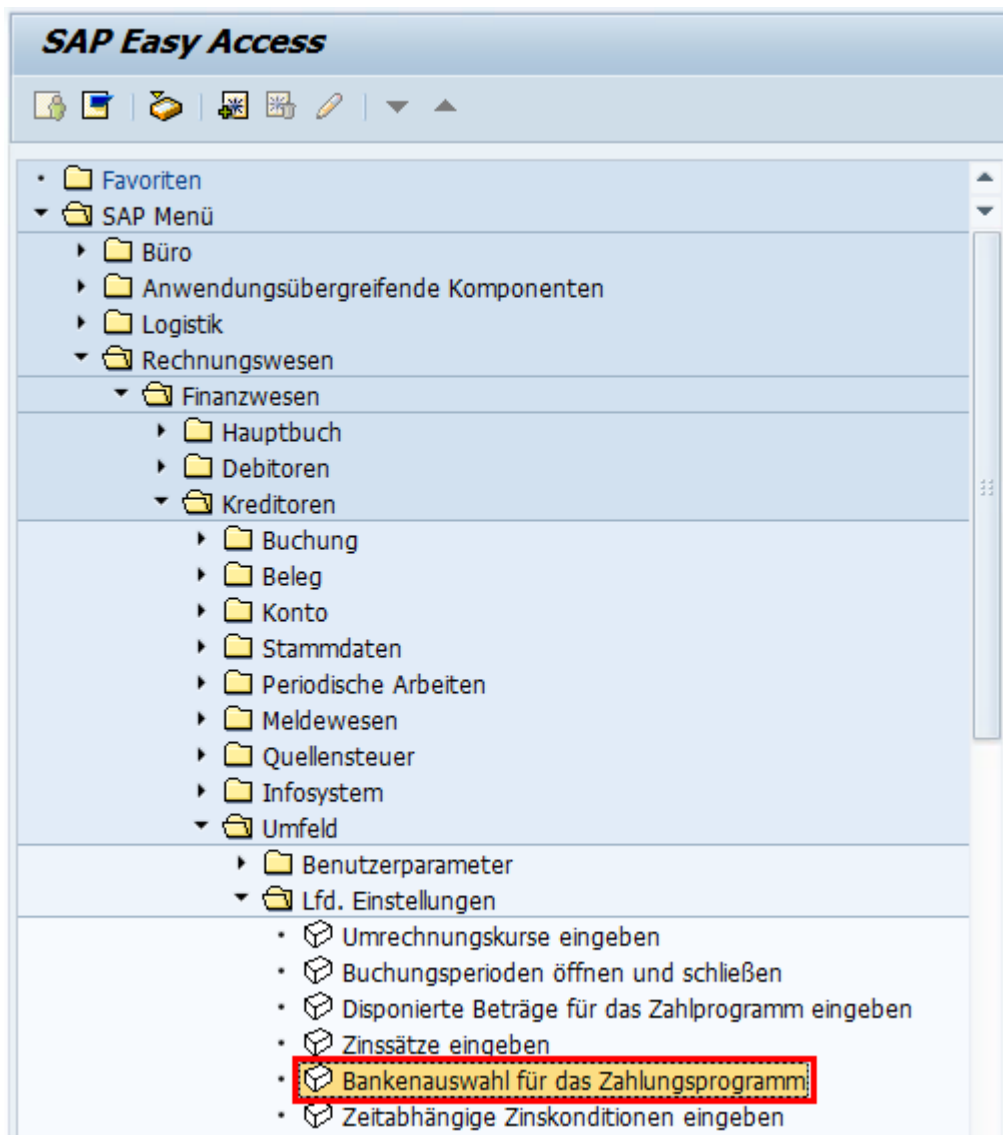 SAP Easy Access
Favoriten
SAP Menü
Büro
Anwendungsübergreifende Komponenten
Logistik
Rechnungswesen
Finanzwesen
Hauptbuch
Debitoren
Kreditoren
Buchung
Beleg
Konto
Stammdaten
Periodische Arbeiten
Meldewesen
Quellensteuer
Infosystem
Umfeld
Benutzerparameter
Lfd. Einstellungen
Umrechnungskurse eingeben
Buchungsperioden öffnen und schließen
Disponierte Beträge für das Zahlprogramm eingeben
Zinssätze eingeben
Bankenauswahl für das Zahlungsprogramm
Zeitabhängige Zinskonditionen eingeben